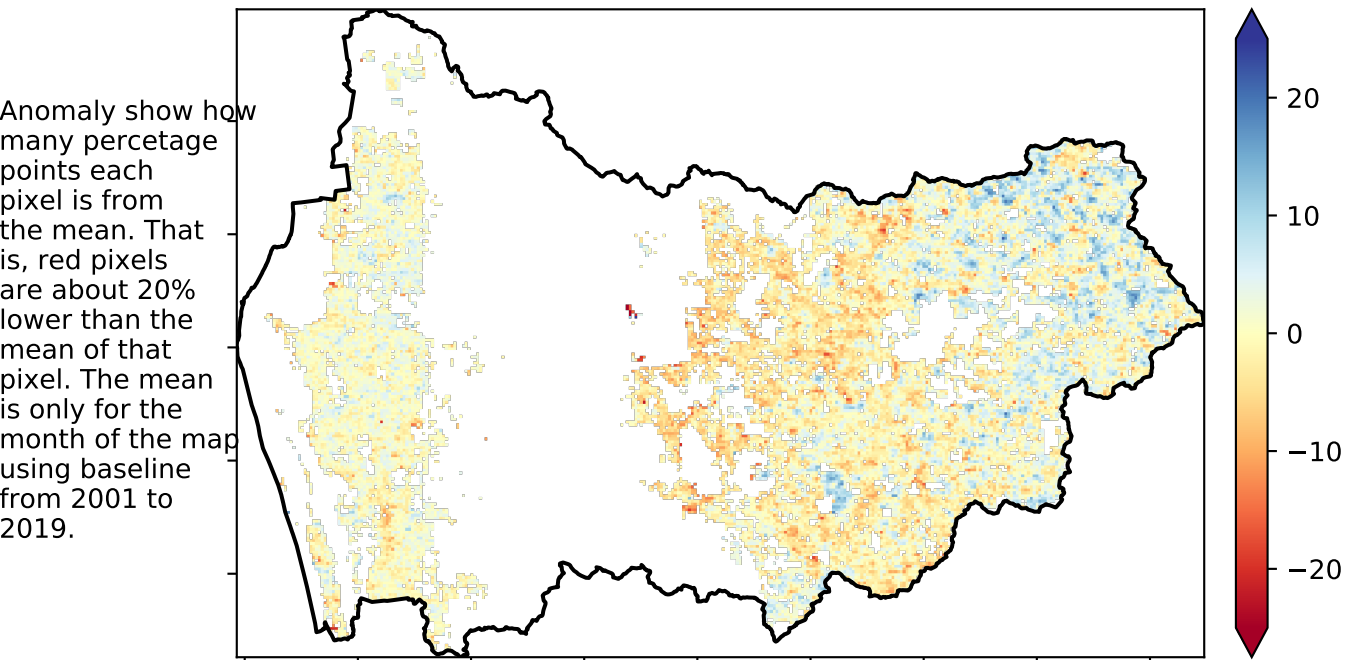 Anomaly show how
many percetage
points each
pixel is from
the mean. That
is, red pixels
are about 20%
lower than the
mean of that
pixel. The mean
is only for the
month of the map
using baseline
from 2001 to
2019.
20
10
0
−10
−20